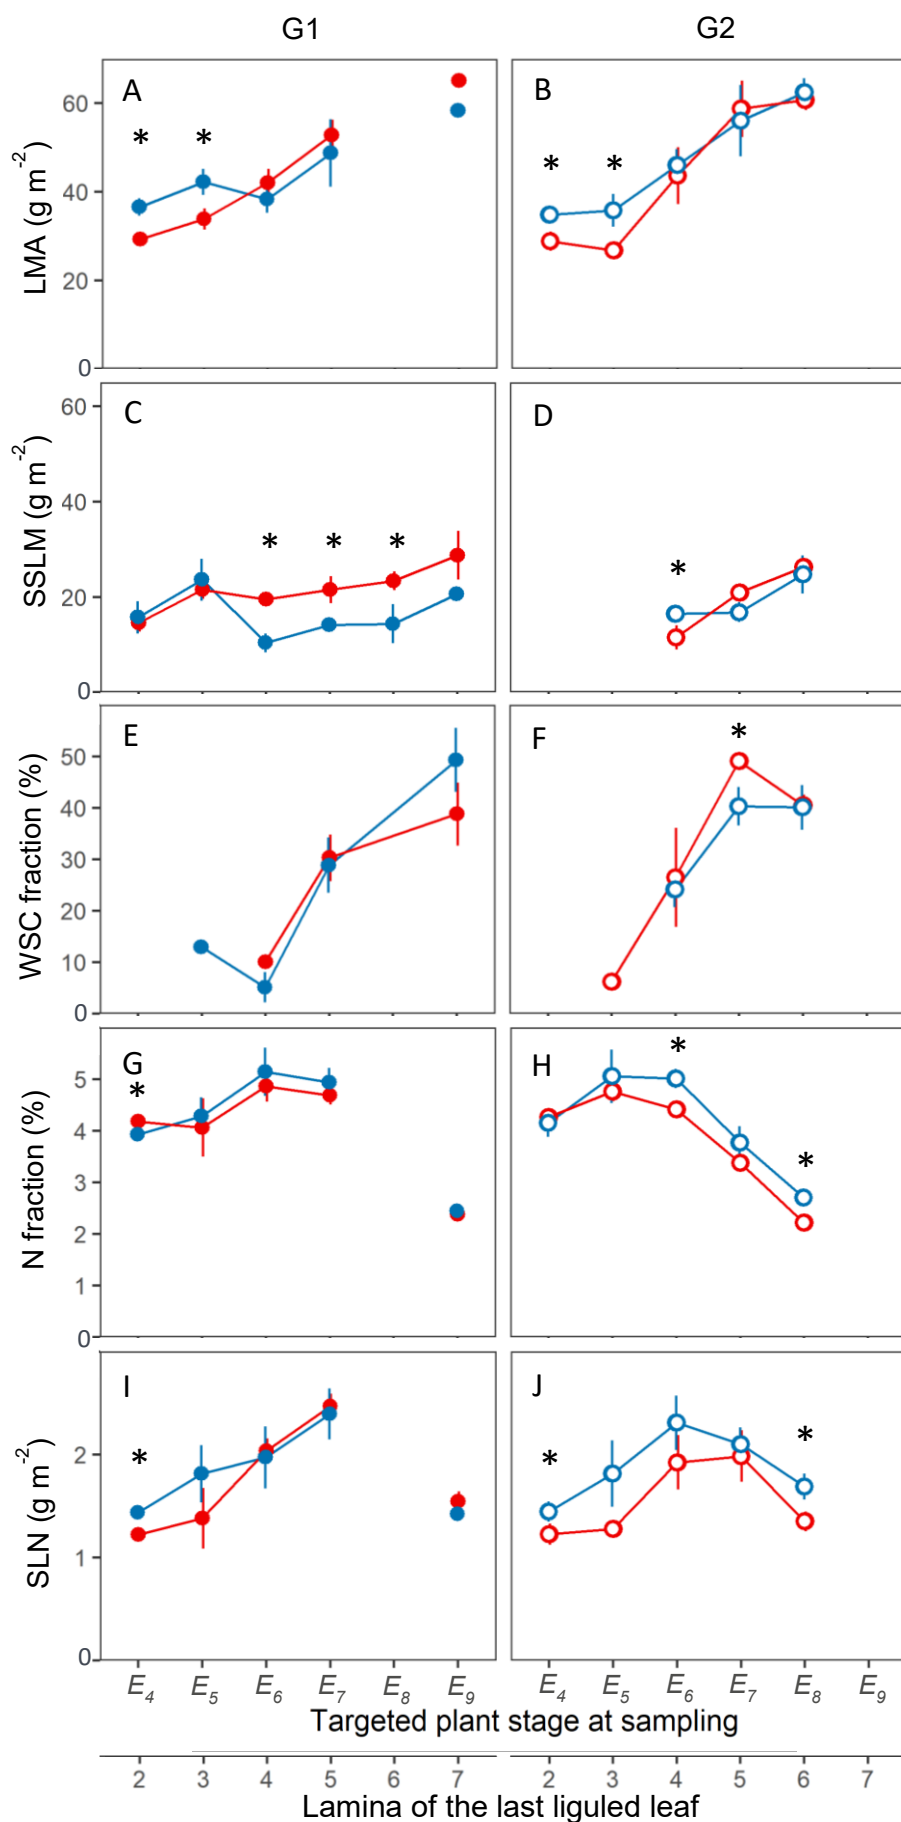 G1 G2
A B
* * * *
LMA (g m⁻²)
60
40
20
0
C D
* * * *
SSLM (g m⁻²)
60
40
20
0
E F
*
WSC fraction (%)
50
40
30
20
10
0
G H
* * *
N fraction (%)
5
4
3
2
1
0
I J
* * *
SLN (g m⁻²)
2
1
0
E₄ E₅ E₆ E₇ E₈ E₉ E₄ E₅ E₆ E₇ E₈ E₉
Targeted plant stage at sampling
2 3 4 5 6 7 2 3 4 5 6 7
Lamina of the last liguled leaf